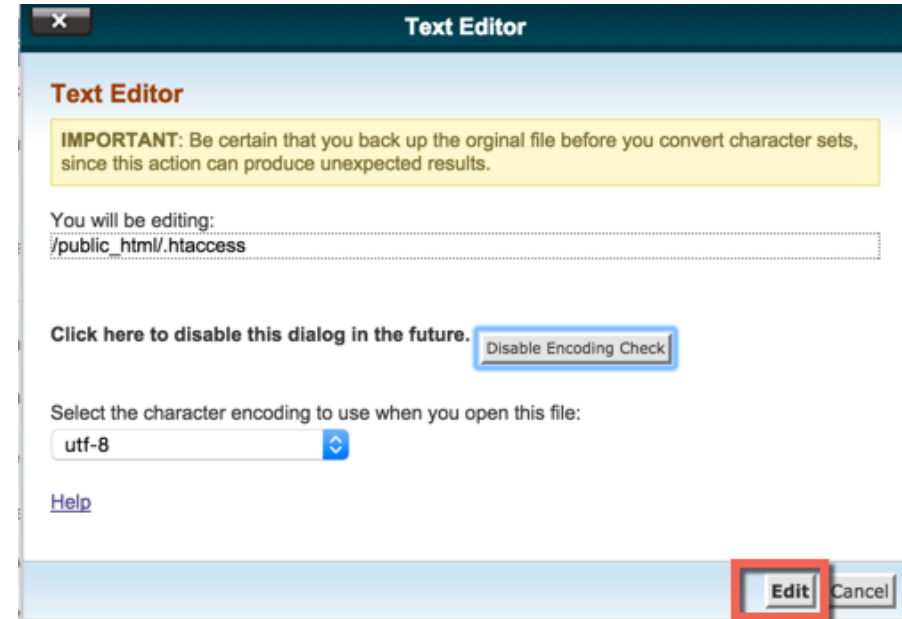 Text Editor
Text Editor
IMPORTANT: Be certain that you back up the orginal file before you convert character sets,
since this action can produce unexpected results.
You will be editing:
/public_html/.htaccess
Click here to disable this dialog in the future. Disable Encoding Check
Select the character encoding to use when you open this file:
utf-8
Help
Edit Cancel